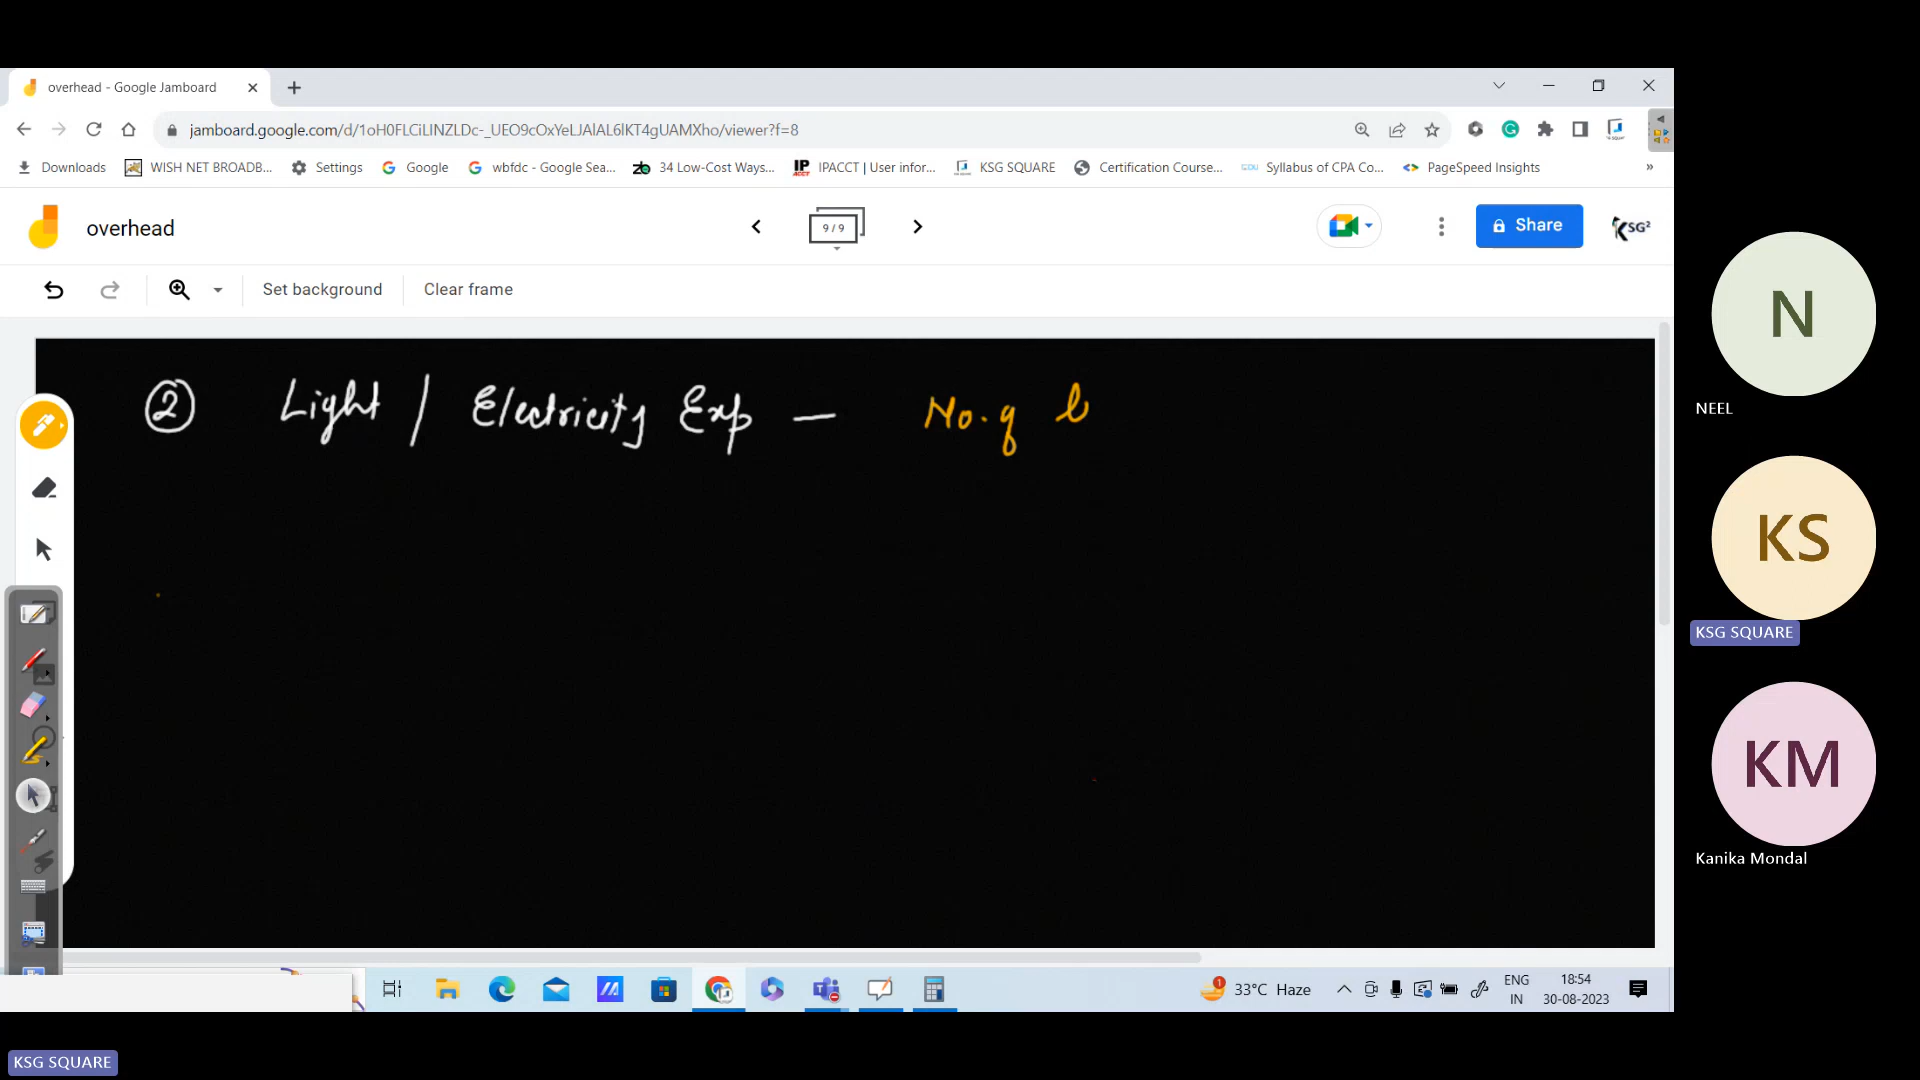 overhead - Google Jamboard
jamboard.google.com/d/1oH0FLCiLINZLDc-_UEO9cOxYeLJAlAL6lKT4gUAMXho/viewer?f=8
Downloads WISH NET BROADB... Settings Google wbfdc - Google Sea... 34 Low-Cost Ways... IPACCT | User infor... KSG SQUARE Certification Course... Syllabus of CPA Co... PageSpeed Insights »
overhead 9 / 9 Share KSG²
Set background Clear frame
② Light / Electricity Exp — No. of l
N
NEEL
KS
KSG SQUARE
KM
Kanika Mondal
1 33°C Haze ENG IN 18:54 30-08-2023
KSG SQUARE